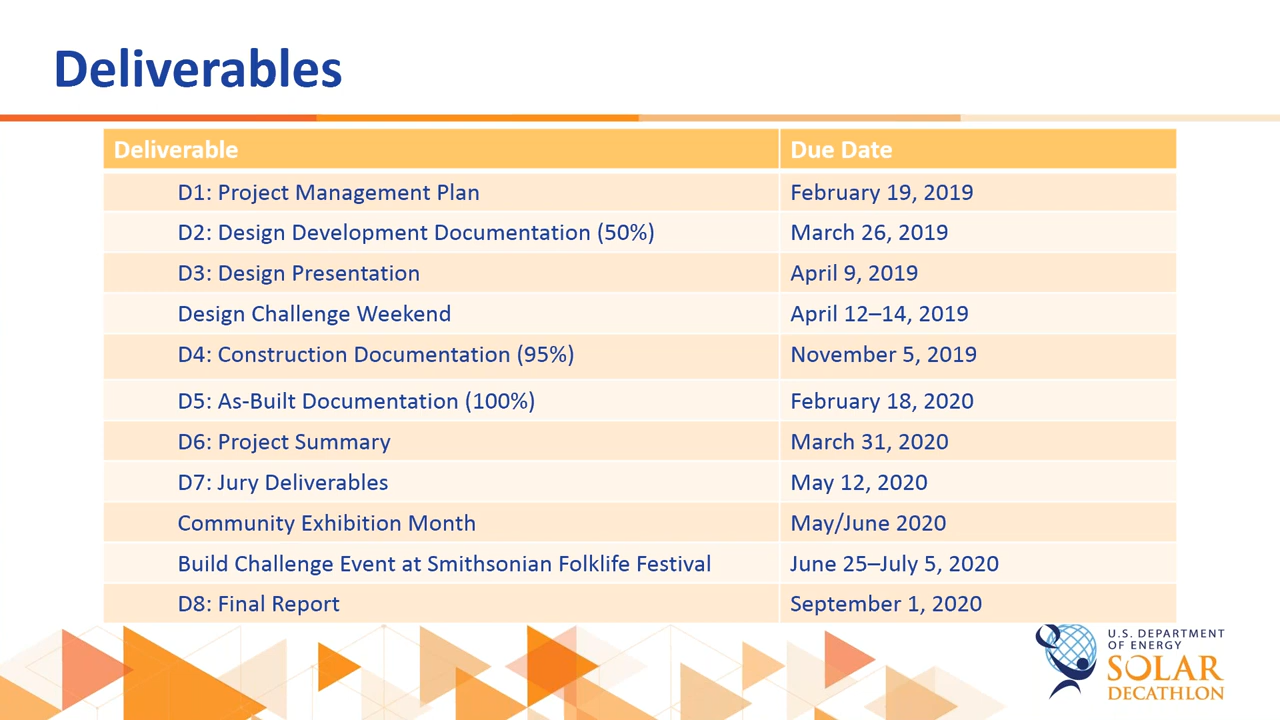 Deliverables
Deliverable Due Date
D1: Project Management Plan February 19, 2019
D2: Design Development Documentation (50%) March 26, 2019
D3: Design Presentation April 9, 2019
Design Challenge Weekend April 12–14, 2019
D4: Construction Documentation (95%) November 5, 2019
D5: As-Built Documentation (100%) February 18, 2020
D6: Project Summary March 31, 2020
D7: Jury Deliverables May 12, 2020
Community Exhibition Month May/June 2020
Build Challenge Event at Smithsonian Folklife Festival June 25–July 5, 2020
D8: Final Report September 1, 2020
U.S. DEPARTMENT
OF ENERGY
SOLAR
DECATHLON